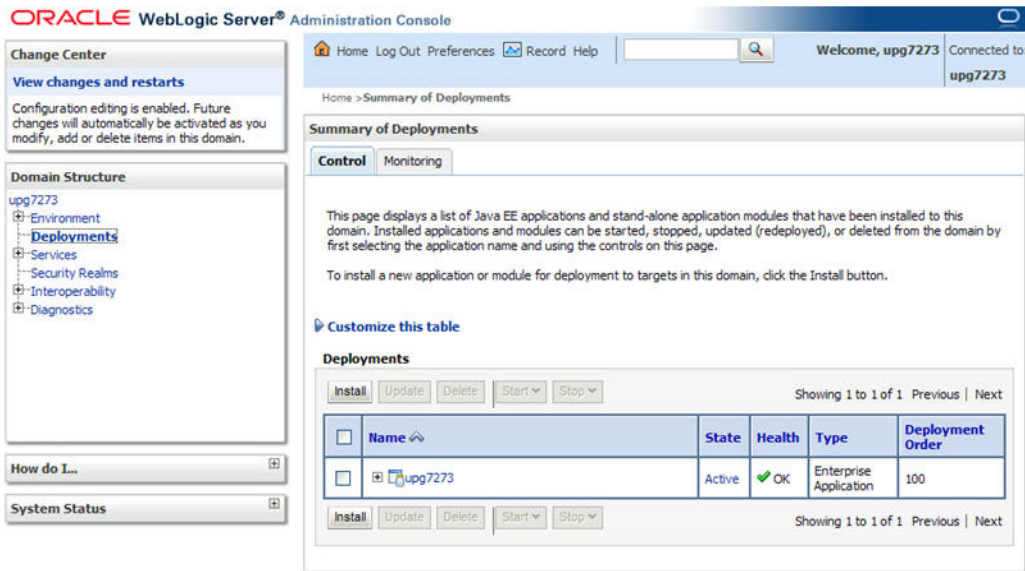 ORACLE WebLogic Server® Administration Console
Change Center
View changes and restarts
Configuration editing is enabled. Future
changes will automatically be activated as you
modify, add or delete items in this domain.
Domain Structure
upg7273
Environment
Deployments
Services
Security Realms
Interoperability
Diagnostics
How do I...
System Status
Home Log Out Preferences Record Help
Welcome, upg7273
Connected to
upg7273
Home >Summary of Deployments
Summary of Deployments
Control Monitoring
This page displays a list of Java EE applications and stand-alone application modules that have been installed to this
domain. Installed applications and modules can be started, stopped, updated (redeployed), or deleted from the domain by
first selecting the application name and using the controls on this page.
To install a new application or module for deployment to targets in this domain, click the Install button.
Customize this table
Deployments
Install Update Delete Start Stop
Showing 1 to 1 of 1 Previous | Next
Name State Health Type Deployment
Order
upg7273 Active OK Enterprise
Application 100
Install Update Delete Start Stop
Showing 1 to 1 of 1 Previous | Next